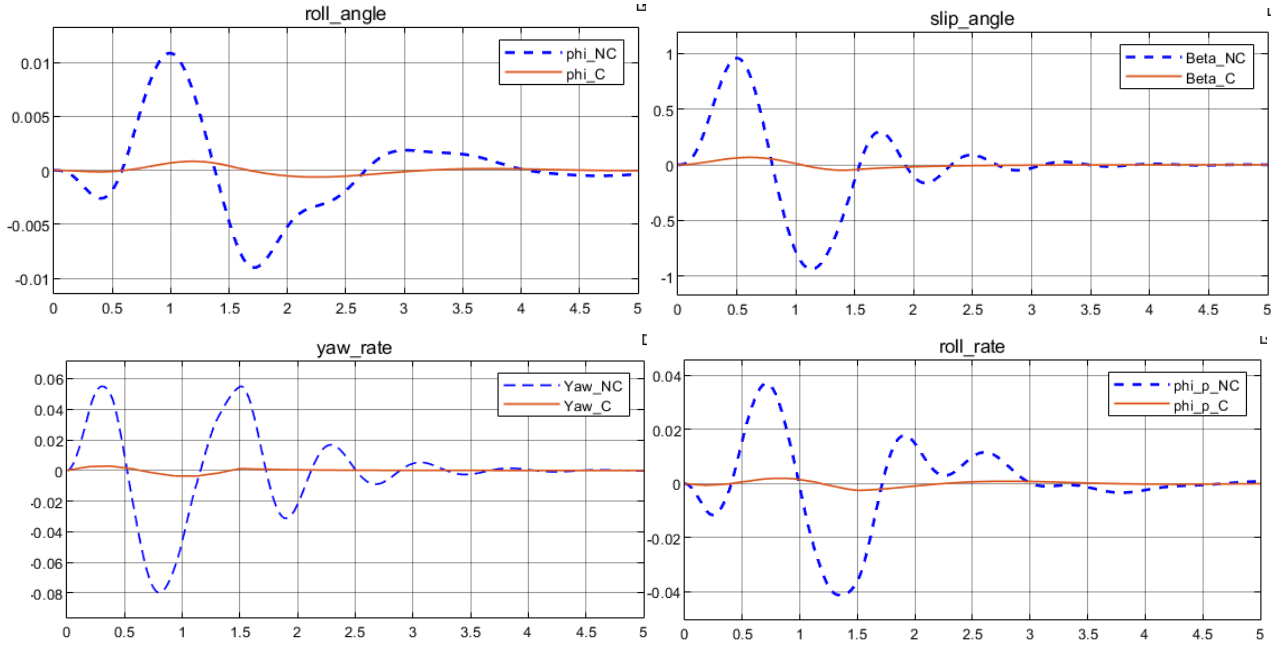 roll_angle
phi_NC
phi_C
0.01
0.005
0
-0.005
-0.01
0 0.5 1 1.5 2 2.5 3 3.5 4 4.5 5
slip_angle
Beta_NC
Beta_C
1
0.5
0
-0.5
-1
0 0.5 1 1.5 2 2.5 3 3.5 4 4.5 5
yaw_rate
Yaw_NC
Yaw_C
0.06
0.04
0.02
0
-0.02
-0.04
-0.06
-0.08
0 0.5 1 1.5 2 2.5 3 3.5 4 4.5 5
roll_rate
phi_p_NC
phi_p_C
0.04
0.02
0
-0.02
-0.04
0 0.5 1 1.5 2 2.5 3 3.5 4 4.5 5